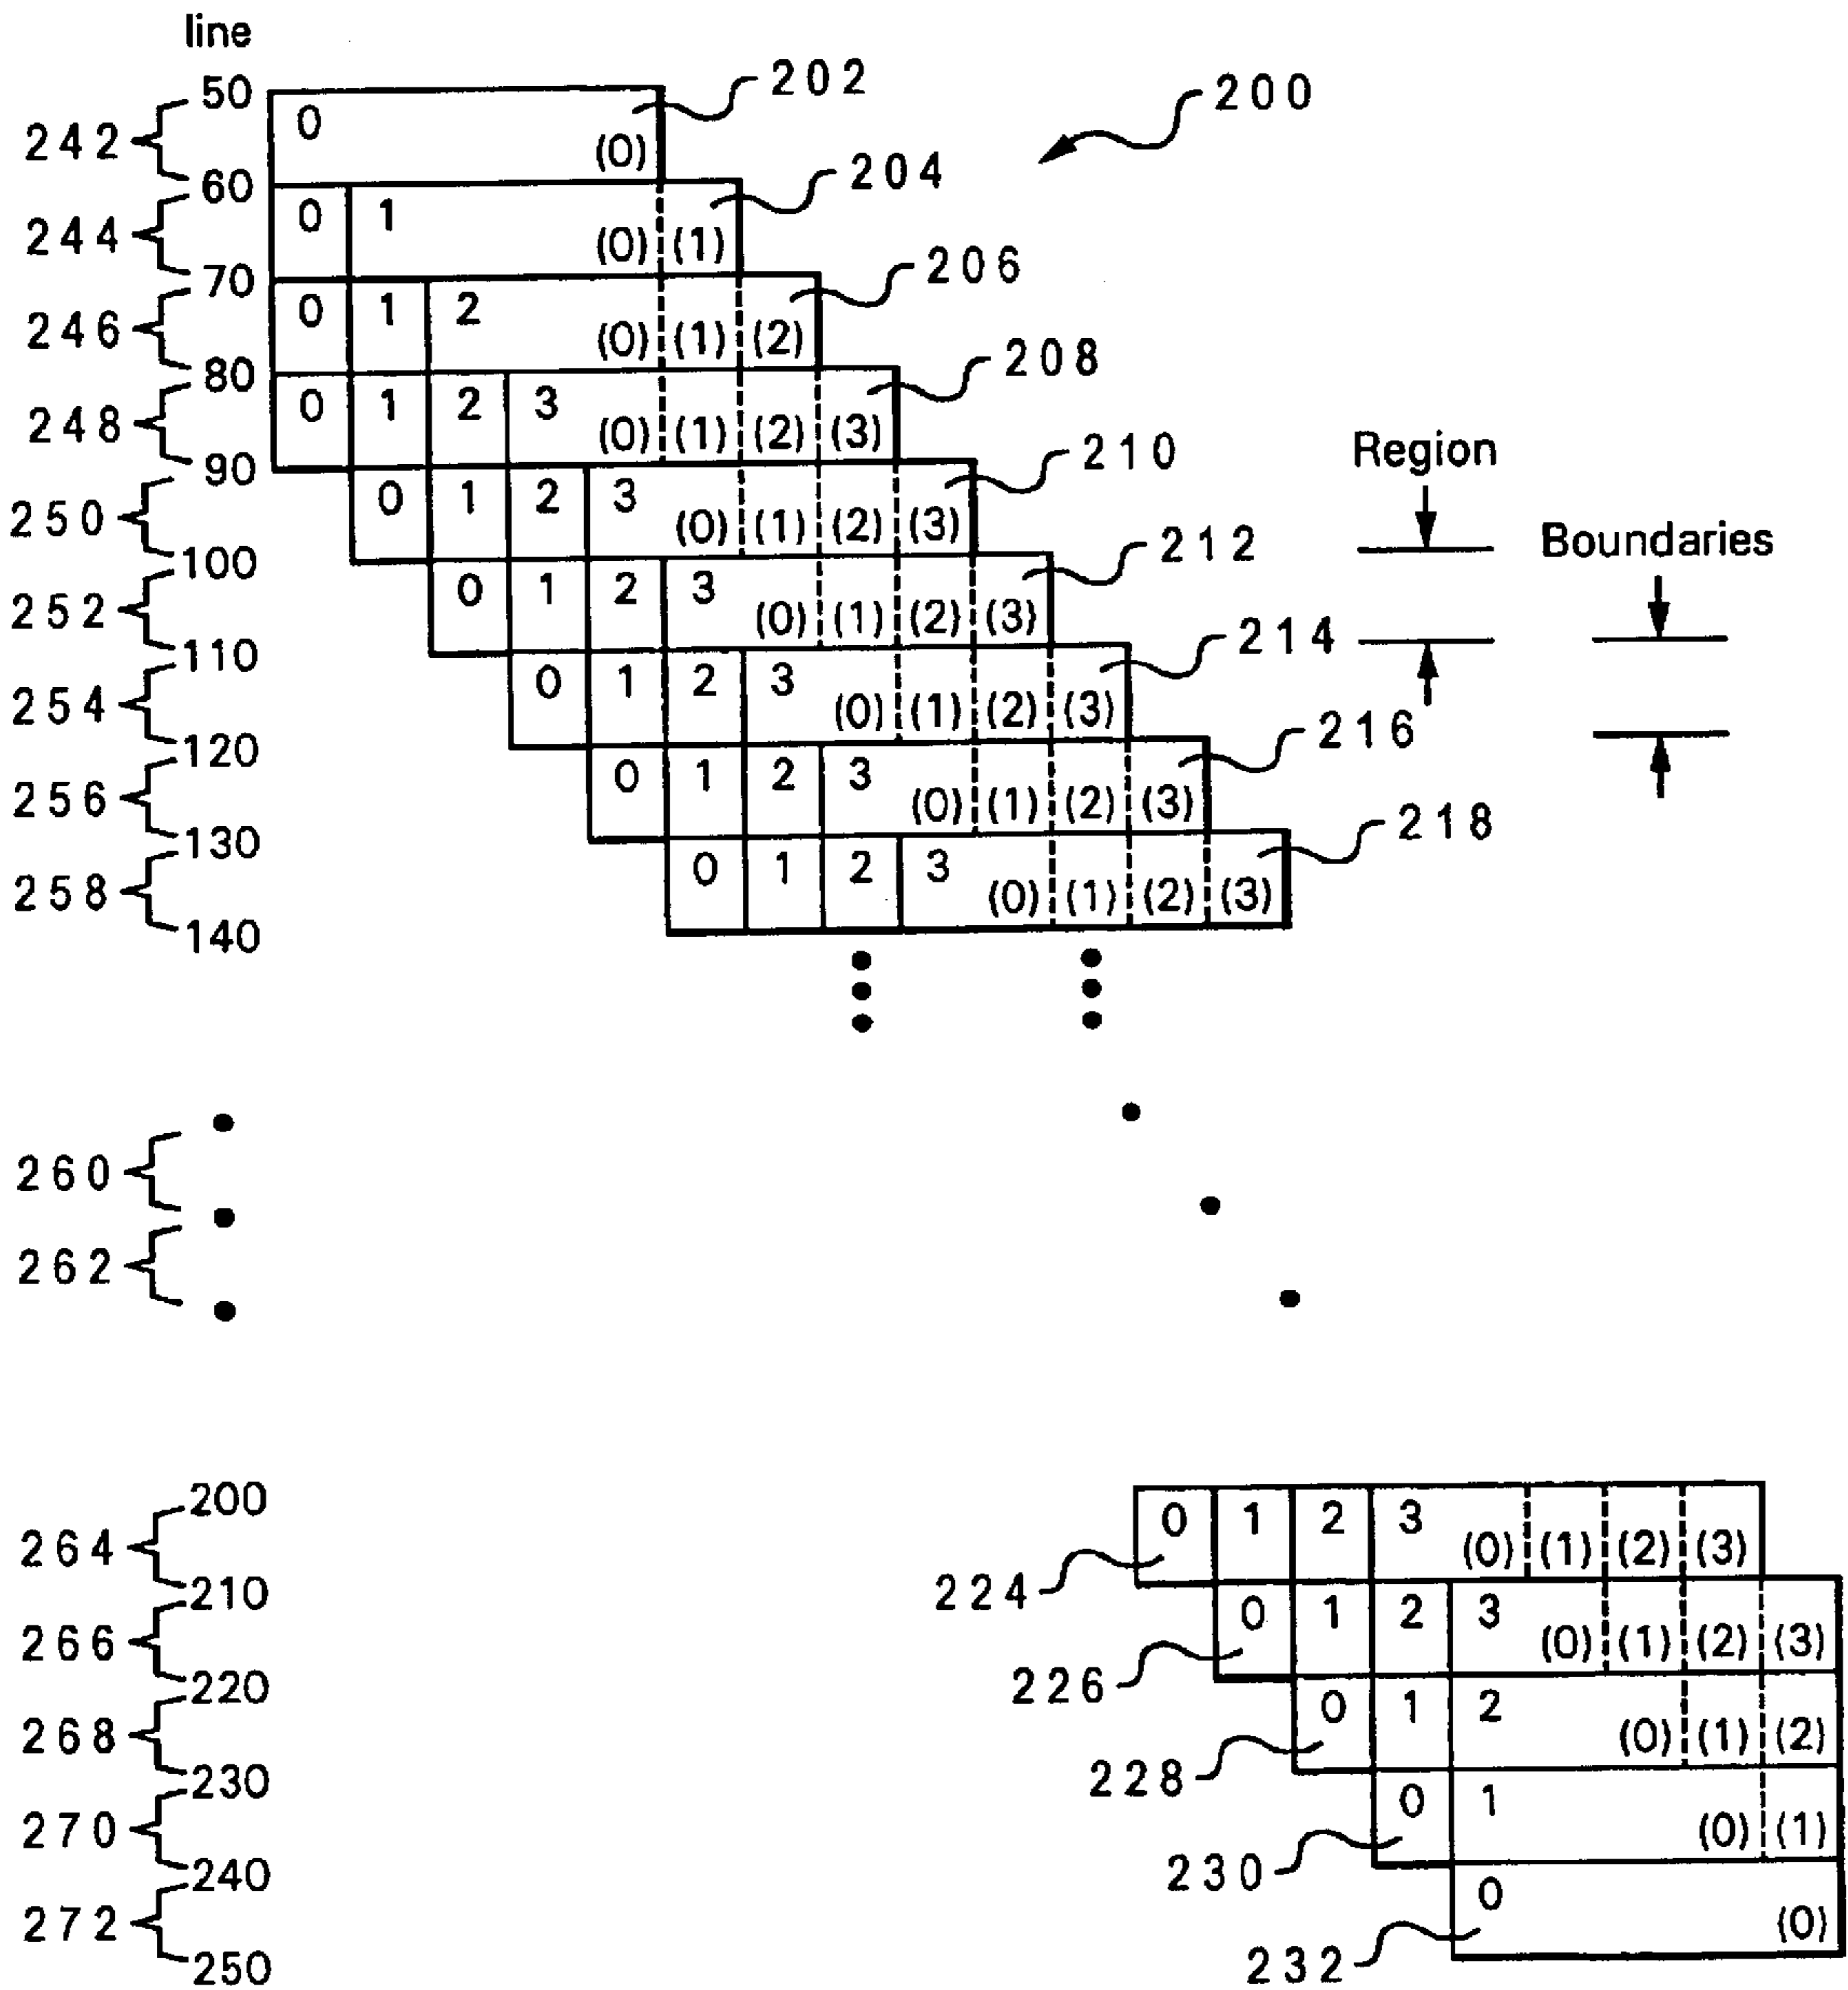 line
50
202
200
242
0
(0)
60
204
244
0 1
(0) (1)
70
206
246
0 1 2
(0) (1) (2)
80
208
248
0 1 2 3
(0) (1) (2) (3)
90
210
Region
250
0 1 2 3
(0) (1) (2) (3)
100
212
Boundaries
252
0 1 2 3
(0) (1) (2) (3)
110
214
254
0 1 2 3
(0) (1) (2) (3)
120
216
256
0 1 2 3
(0) (1) (2) (3)
130
218
258
0 1 2 3
(0) (1) (2) (3)
140
260
262
200
264
0 1 2 3
(0) (1) (2) (3)
224
210
266
0 1 2 3
(0) (1) (2) (3)
226
220
268
0 1 2
(0) (1) (2)
228
230
270
0 1
(0) (1)
230
240
272
0
(0)
232
250